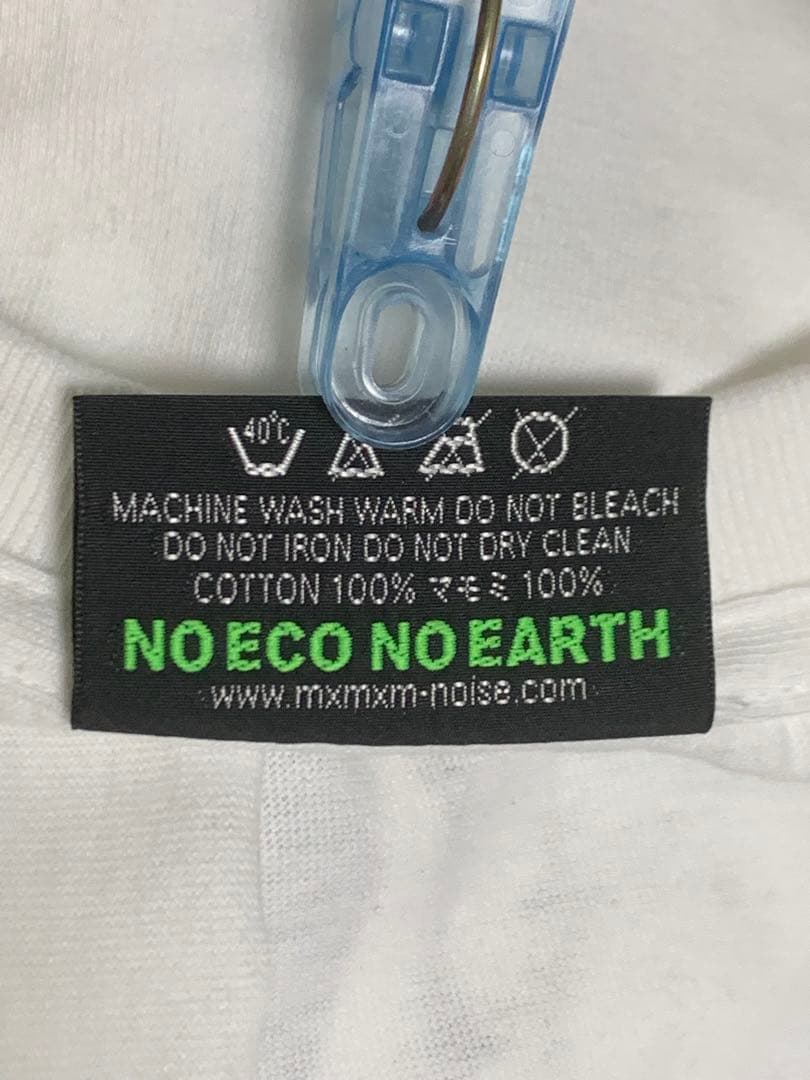 40℃
MACHINE WASH WARM DO NOT BLEACH
DO NOT IRON DO NOT DRY CLEAN
COTTON 100% マモミ 100%
NO ECO NO EARTH
www.mxmxm-noise.com